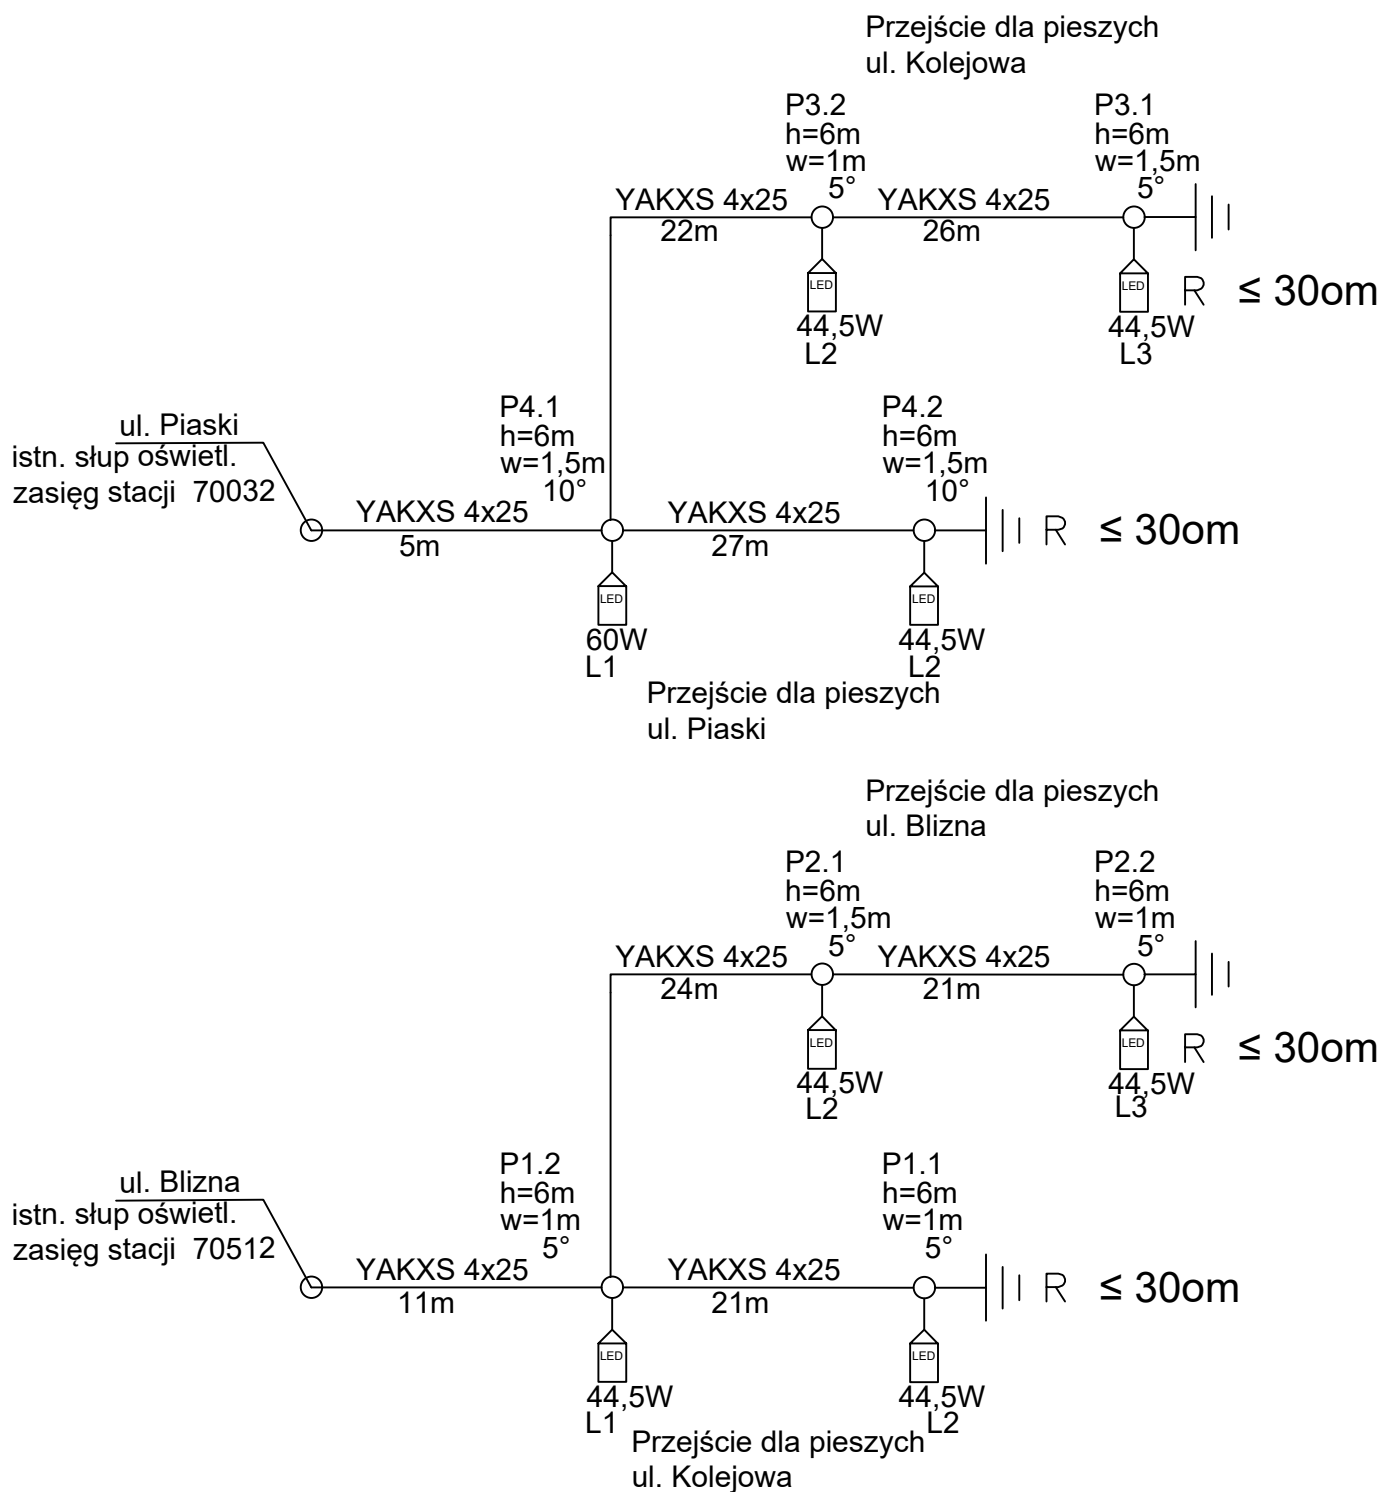 Przejście dla pieszych
ul. Kolejowa
P3.2
h=6m
w=1m
5°
P3.1
h=6m
w=1,5m
5°
YAKXS 4x25
22m
YAKXS 4x25
26m
LED
44,5W
L2
LED
44,5W
L3
R ≤ 30om
ul. Piaski
istn. słup oświetl.
zasięg stacji 70032
P4.1
h=6m
w=1,5m
10°
P4.2
h=6m
w=1,5m
10°
YAKXS 4x25
5m
YAKXS 4x25
27m
R ≤ 30om
LED
60W
L1
LED
44,5W
L2
Przejście dla pieszych
ul. Piaski
Przejście dla pieszych
ul. Blizna
P2.1
h=6m
w=1,5m
5°
P2.2
h=6m
w=1m
5°
YAKXS 4x25
24m
YAKXS 4x25
21m
LED
44,5W
L2
LED
44,5W
L3
R ≤ 30om
ul. Blizna
istn. słup oświetl.
zasięg stacji 70512
P1.2
h=6m
w=1m
5°
P1.1
h=6m
w=1m
5°
YAKXS 4x25
11m
YAKXS 4x25
21m
R ≤ 30om
LED
44,5W
L1
LED
44,5W
L2
Przejście dla pieszych
ul. Kolejowa